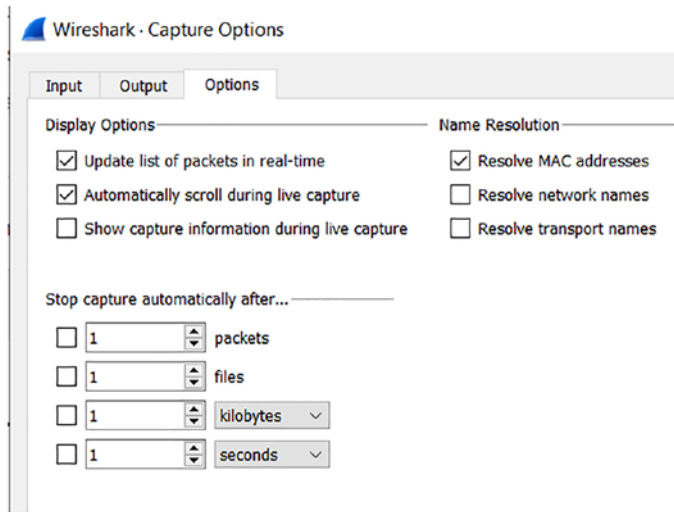 Wireshark · Capture Options
Input Output Options
Display Options
Update list of packets in real-time
Automatically scroll during live capture
Show capture information during live capture
Name Resolution
Resolve MAC addresses
Resolve network names
Resolve transport names
Stop capture automatically after...
1 packets
1 files
1 kilobytes
1 seconds